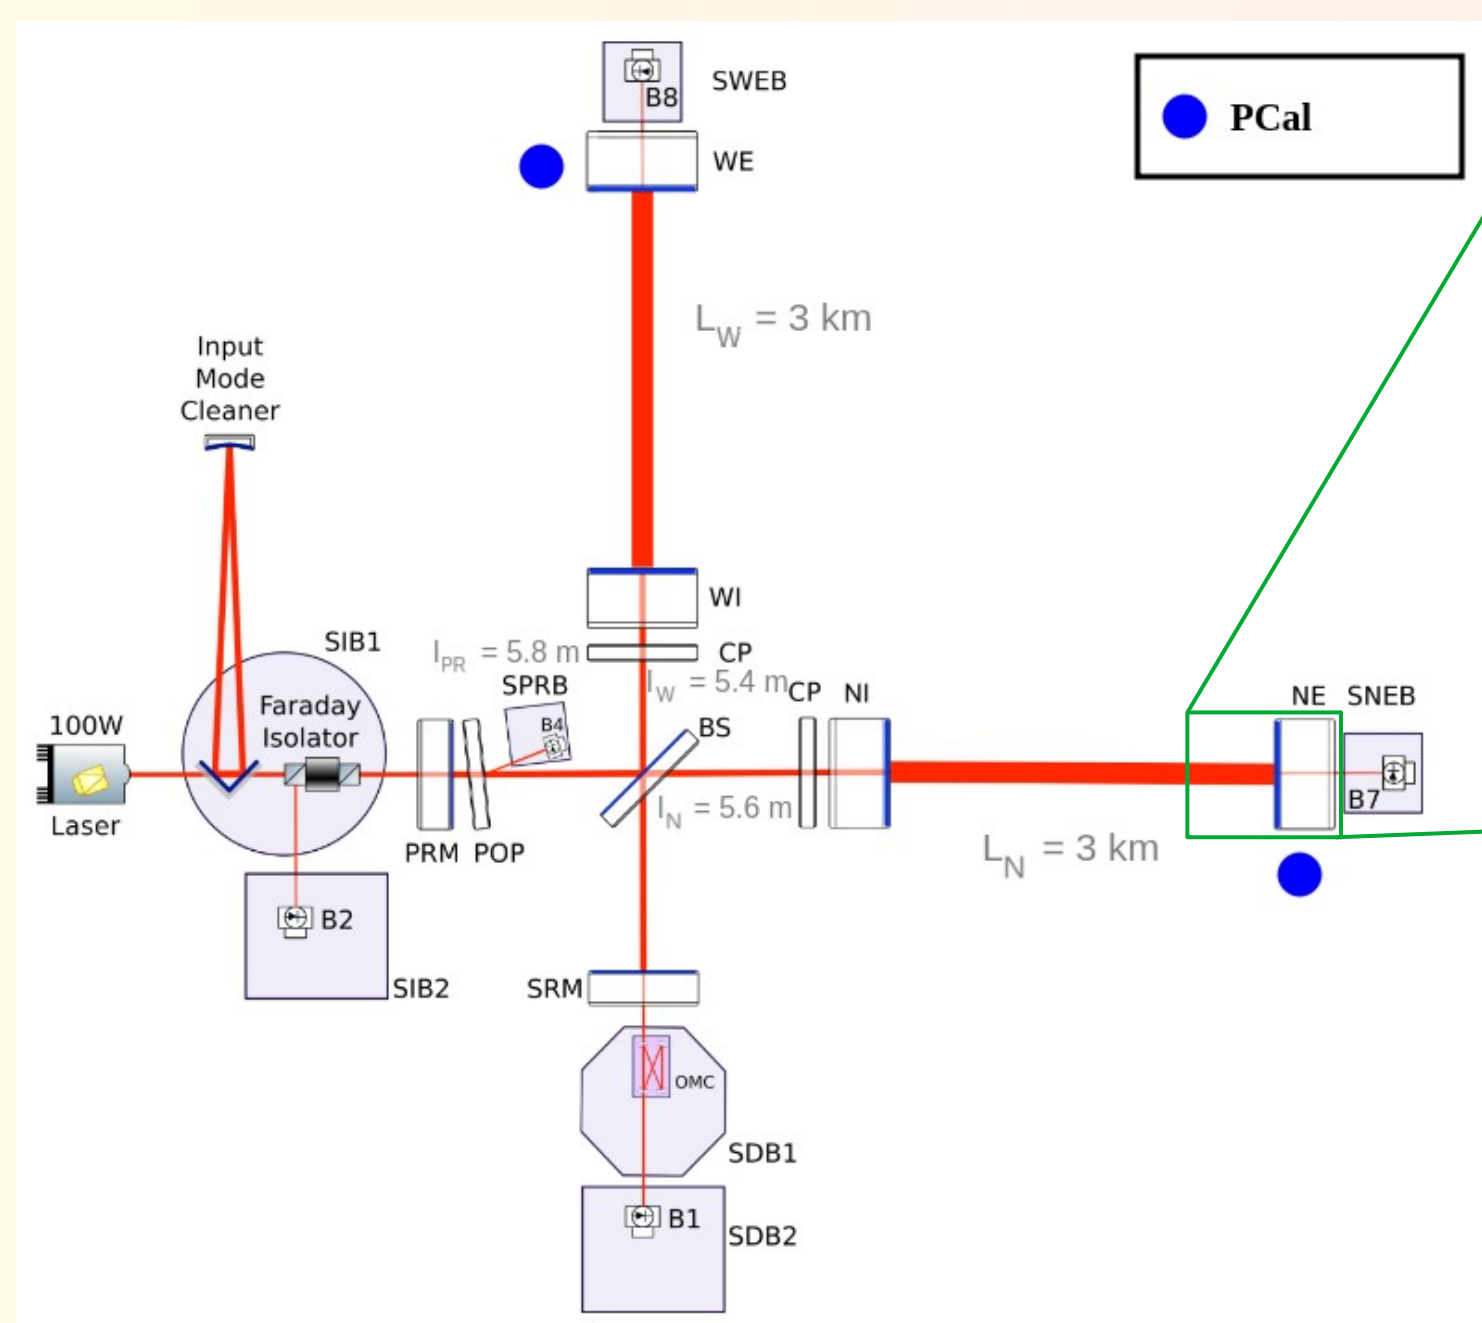 SWEB
B8
WE
PCal
L_W = 3 km
Input
Mode
Cleaner
WI
SIB1
l_PR = 5.8 m
CP
l_W = 5.4 m
SPRB
CP
NI
NE
SNEB
100W
Faraday
Isolator
B4
BS
Laser
l_N = 5.6 m
B7
PRM
POP
L_N = 3 km
B2
SIB2
SRM
OMC
SDB1
B1
SDB2